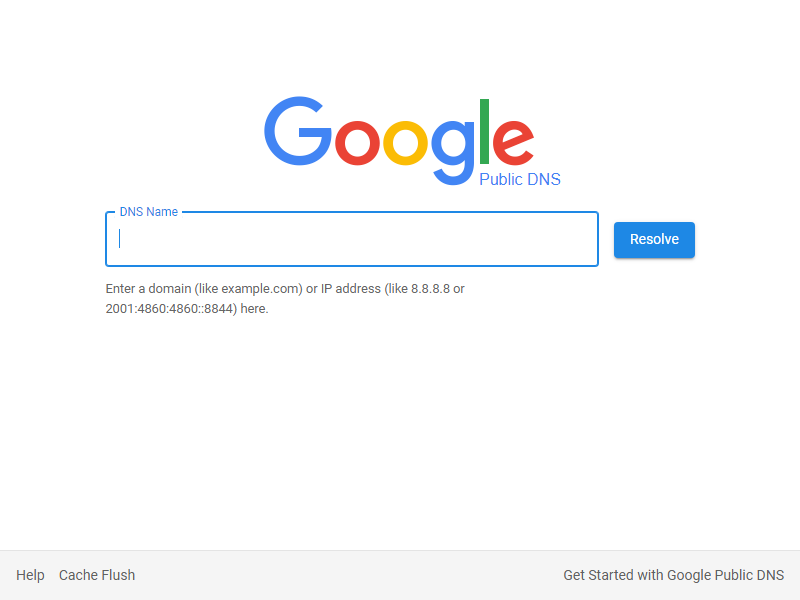 Google
Public DNS
DNS Name
Resolve
Enter a domain (like example.com) or IP address (like 8.8.8.8 or
2001:4860:4860::8844) here.
Help Cache Flush Get Started with Google Public DNS